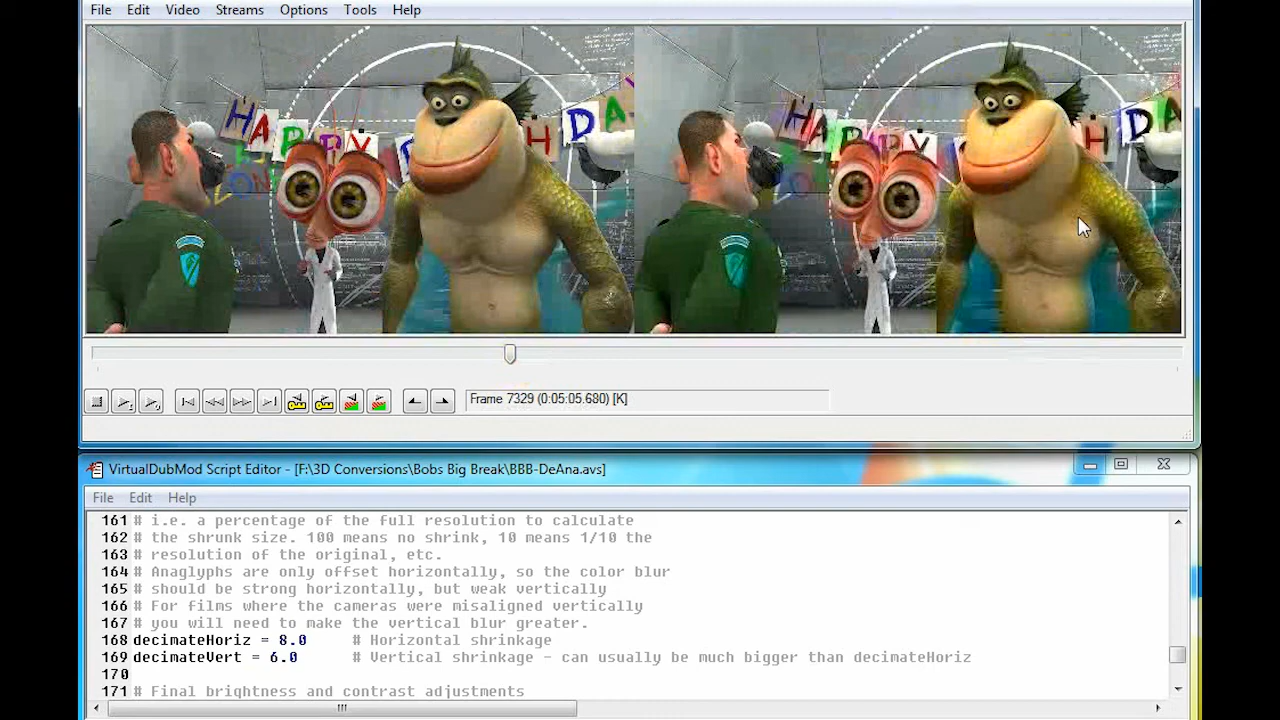 File Edit Video Streams Options Tools Help
HAPPY
H DA
HAPPY
H DA
Frame 7329 (0:05:05.680) [K]
VirtualDubMod Script Editor - [F:\3D Conversions\Bobs Big Break\BBB-DeAna.avs]
File Edit Help
161 # i.e. a percentage of the full resolution to calculate
162 # the shrunk size. 100 means no shrink, 10 means 1/10 the
163 # resolution of the original, etc.
164 # Anaglyphs are only offset horizontally, so the color blur
165 # should be strong horizontally, but weak vertically
166 # For films where the cameras were misaligned vertically
167 # you will need to make the vertical blur greater.
168 decimateHoriz = 8.0 # Horizontal shrinkage
169 decimateVert = 6.0 # Vertical shrinkage - can usually be much bigger than decimateHoriz
170
171 # Final brightness and contrast adjustments